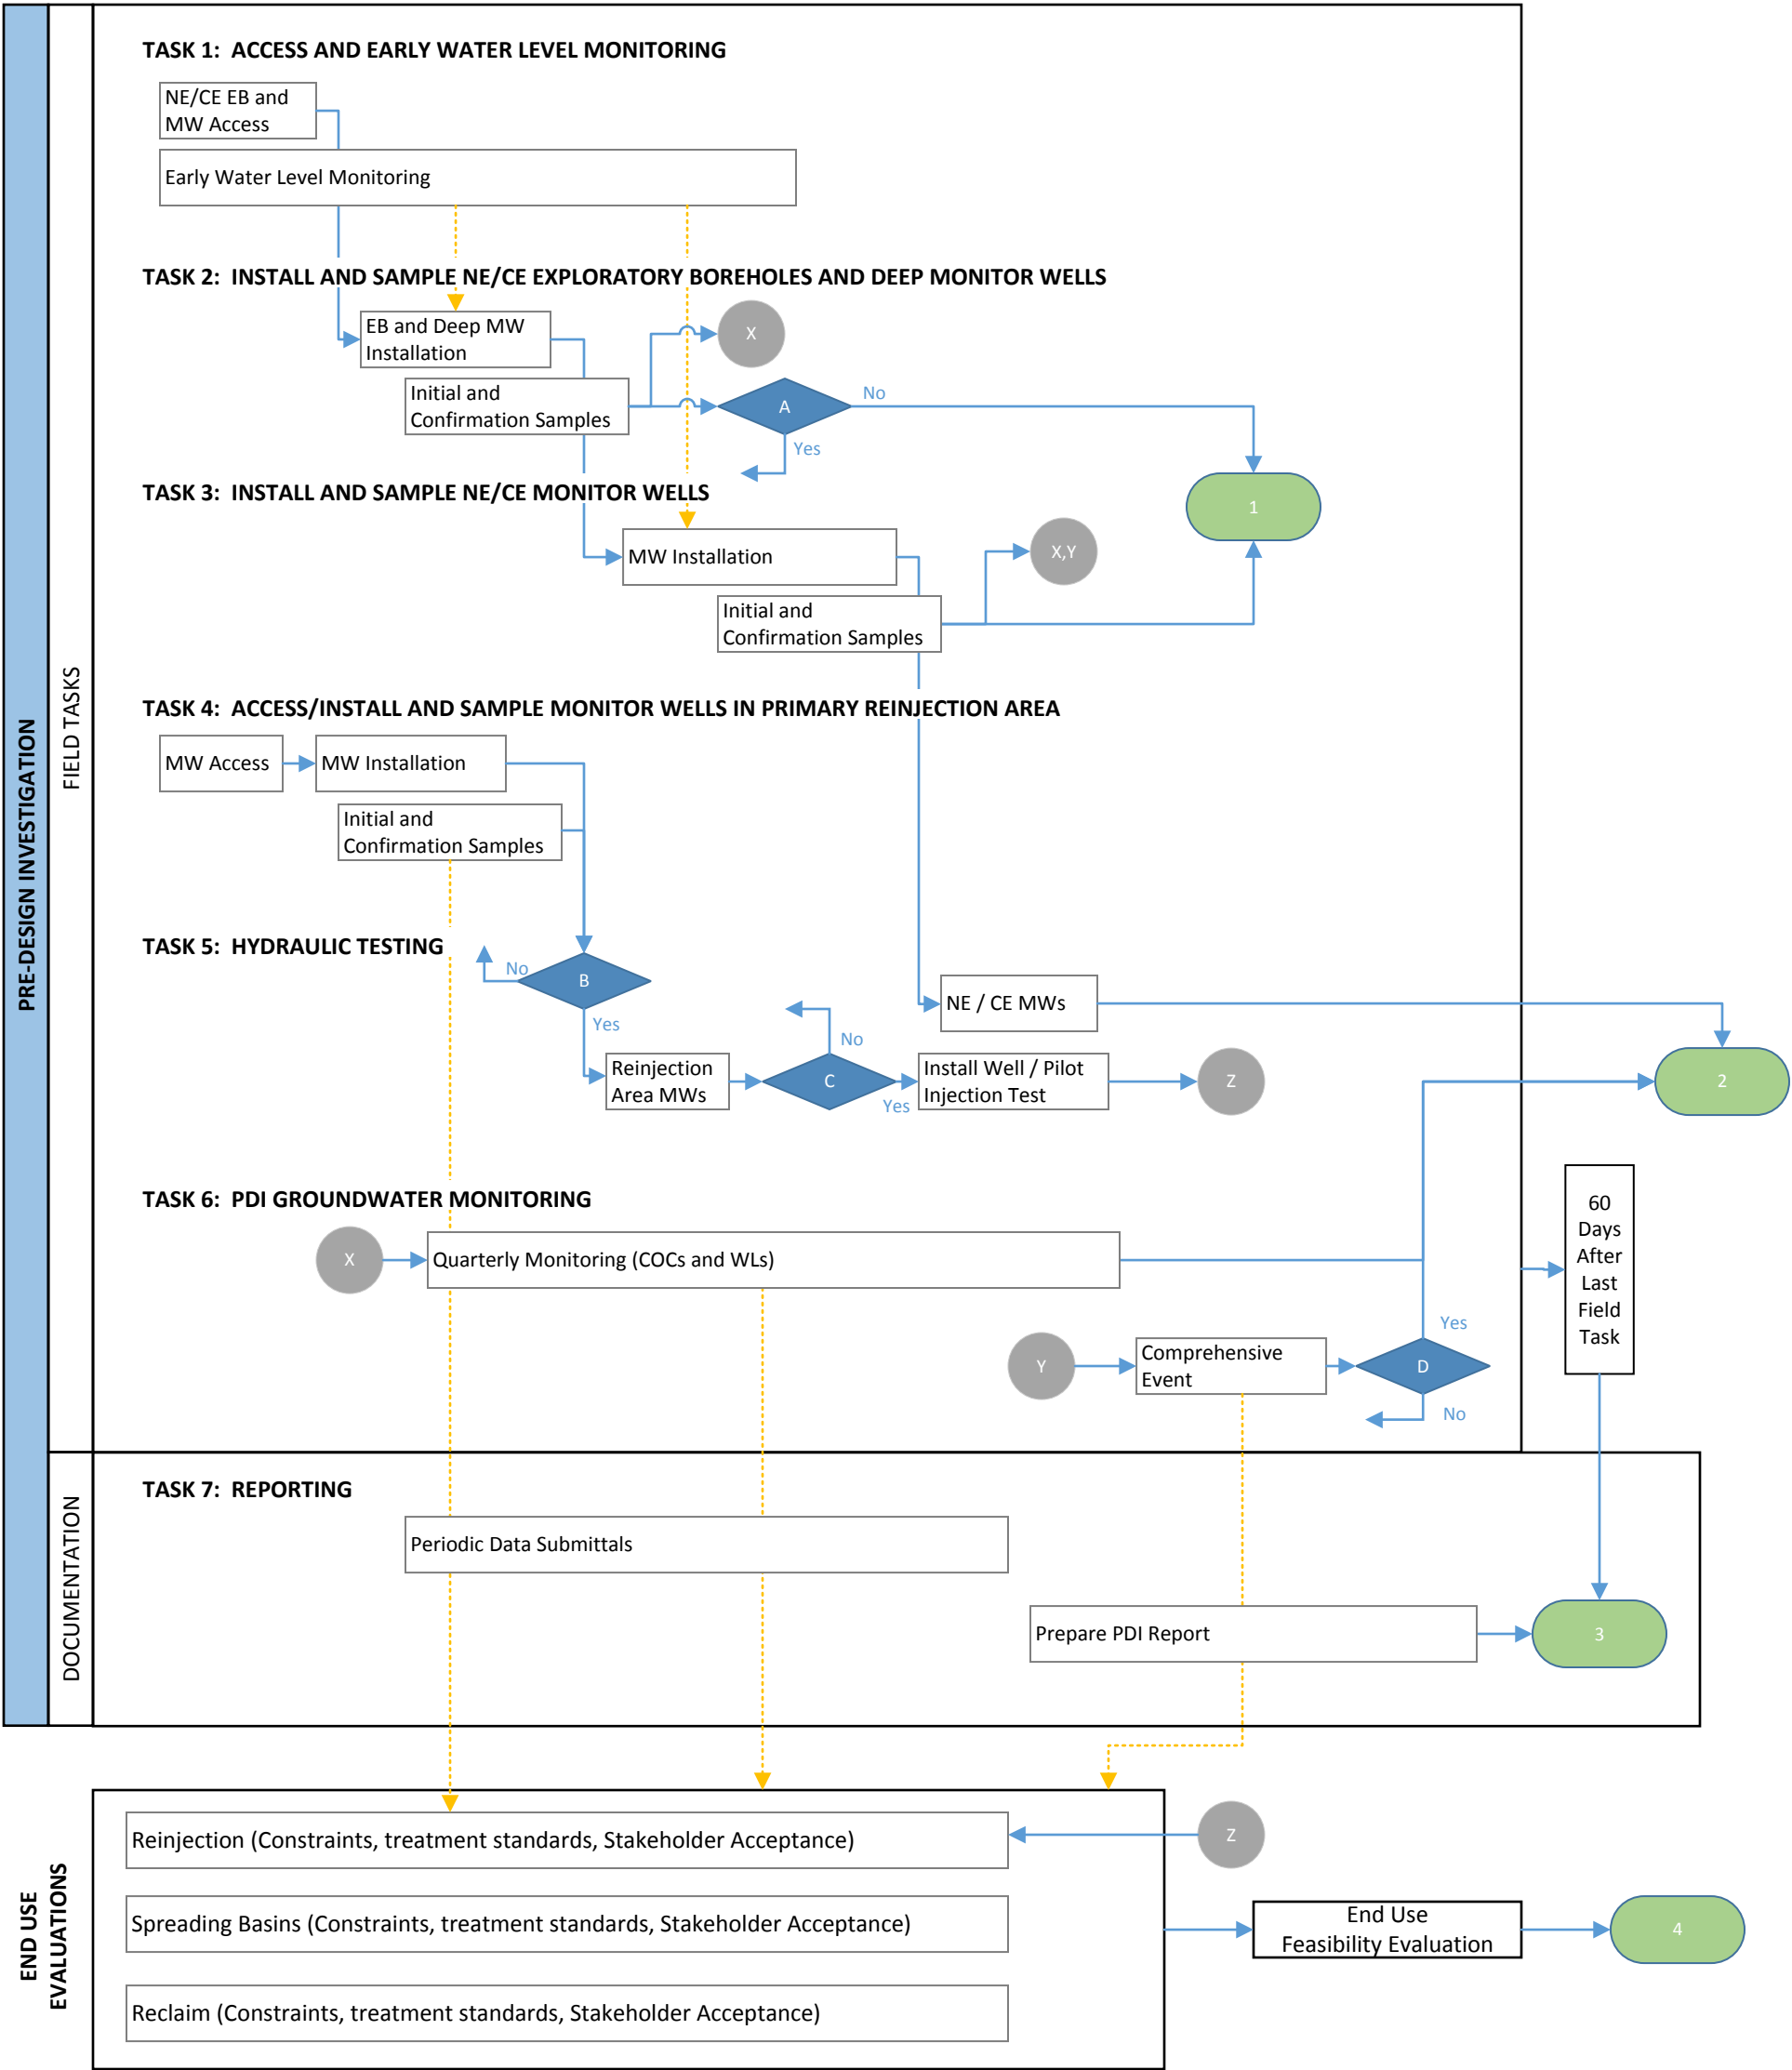 PRE-DESIGN INVESTIGATION
FIELD TASKS
TASK 1: ACCESS AND EARLY WATER LEVEL MONITORING
NE/CE EB and
MW Access
Early Water Level Monitoring
TASK 2: INSTALL AND SAMPLE NE/CE EXPLORATORY BOREHOLES AND DEEP MONITOR WELLS
EB and Deep MW
Installation
X
Initial and
Confirmation Samples
A
No
Yes
TASK 3: INSTALL AND SAMPLE NE/CE MONITOR WELLS
1
MW Installation
X,Y
Initial and
Confirmation Samples
TASK 4: ACCESS/INSTALL AND SAMPLE MONITOR WELLS IN PRIMARY REINJECTION AREA
MW Access
MW Installation
Initial and
Confirmation Samples
TASK 5: HYDRAULIC TESTING
No
B
Yes
NE / CE MWs
Reinjection
Area MWs
No
C
Yes
Install Well / Pilot
Injection Test
Z
2
TASK 6: PDI GROUNDWATER MONITORING
X
Quarterly Monitoring (COCs and WLs)
60
Days
After
Last
Field
Task
Y
Comprehensive
Event
Yes
D
No
DOCUMENTATION
TASK 7: REPORTING
Periodic Data Submittals
Prepare PDI Report
3
END USE
EVALUATIONS
Reinjection (Constraints, treatment standards, Stakeholder Acceptance)
Z
Spreading Basins (Constraints, treatment standards, Stakeholder Acceptance)
End Use
Feasibility Evaluation
4
Reclaim (Constraints, treatment standards, Stakeholder Acceptance)